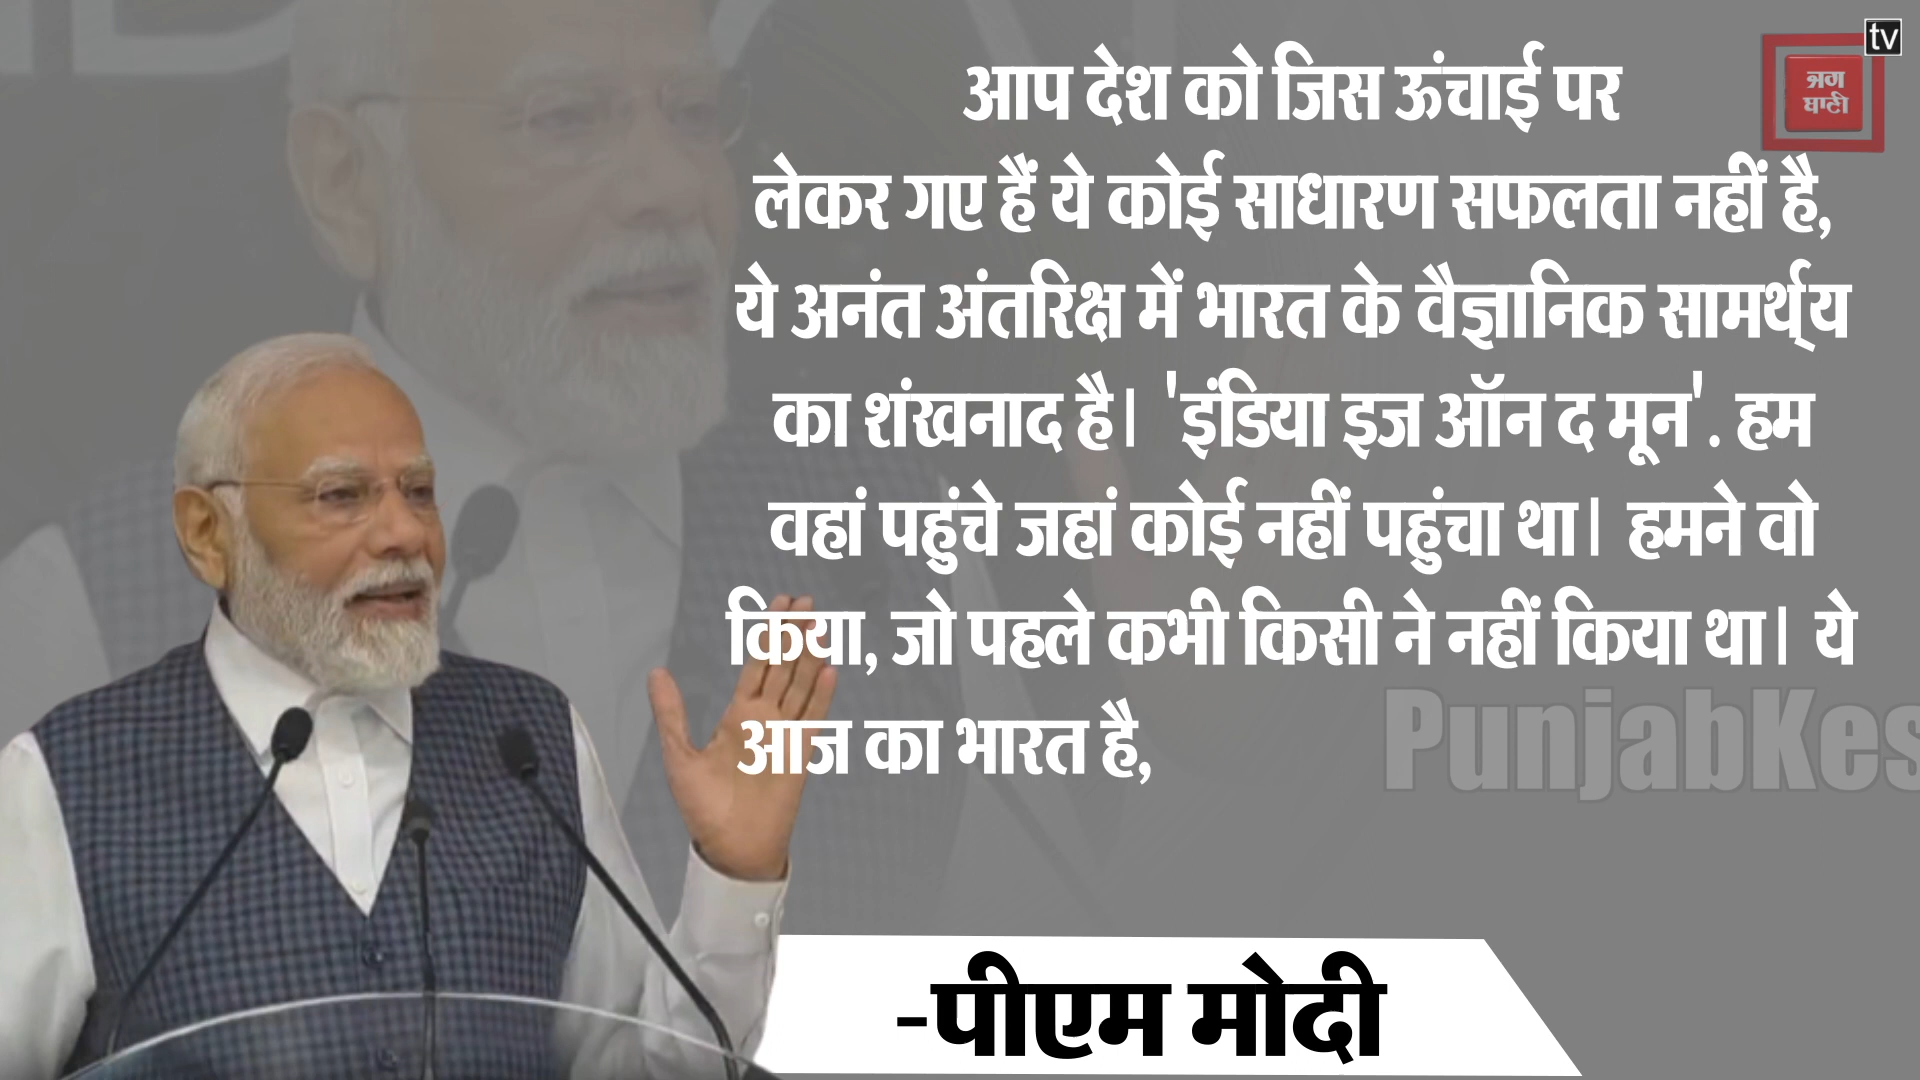 tv
जग
बाणी
आप देश को जिस ऊंचाई पर
लेकर गए हैं ये कोई साधारण सफलता नहीं है,
ये अनंत अंतरिक्ष में भारत के वैज्ञानिक सामर्थ्य
का शंखनाद है। 'इंडिया इज ऑन द मून'. हम
वहां पहुंचे जहां कोई नहीं पहुंचा था। हमने वो
किया, जो पहले कभी किसी ने नहीं किया था। ये
आज का भारत है,
PunjabKes
-पीएम मोदी